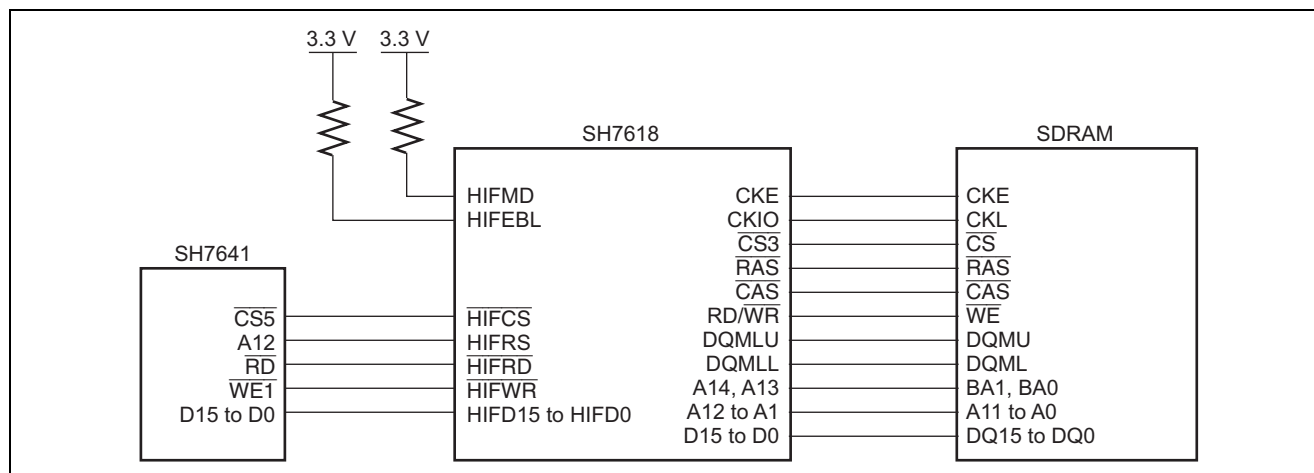 3.3 V 3.3 V
SH7618
SDRAM
HIFMD
HIFEBL
SH7641
CS5
A12
RD
WE1
D15 to D0
HIFCS
HIFRS
HIFRD
HIFWR
HIFD15 to HIFD0
CKE
CKIO
CS3
RAS
CAS
RD/WR
DQMLU
DQMLL
A14, A13
A12 to A1
D15 to D0
CKE
CKL
CS
RAS
CAS
WE
DQMU
DQML
BA1, BA0
A11 to A0
DQ15 to DQ0